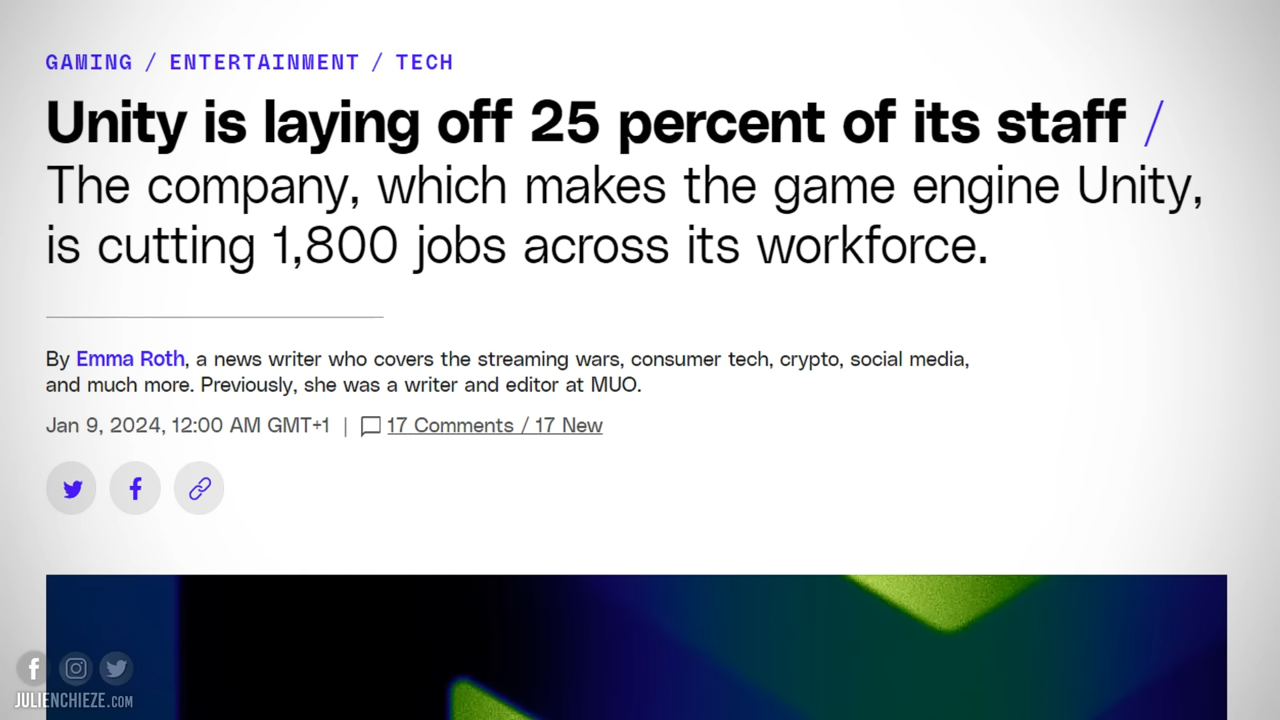 GAMING / ENTERTAINMENT / TECH
Unity is laying off 25 percent of its staff /
The company, which makes the game engine Unity,
is cutting 1,800 jobs across its workforce.
By Emma Roth, a news writer who covers the streaming wars, consumer tech, crypto, social media,
and much more. Previously, she was a writer and editor at MUO.
Jan 9, 2024, 12:00 AM GMT+1 | 17 Comments / 17 New
JULIENCHIEZE.COM